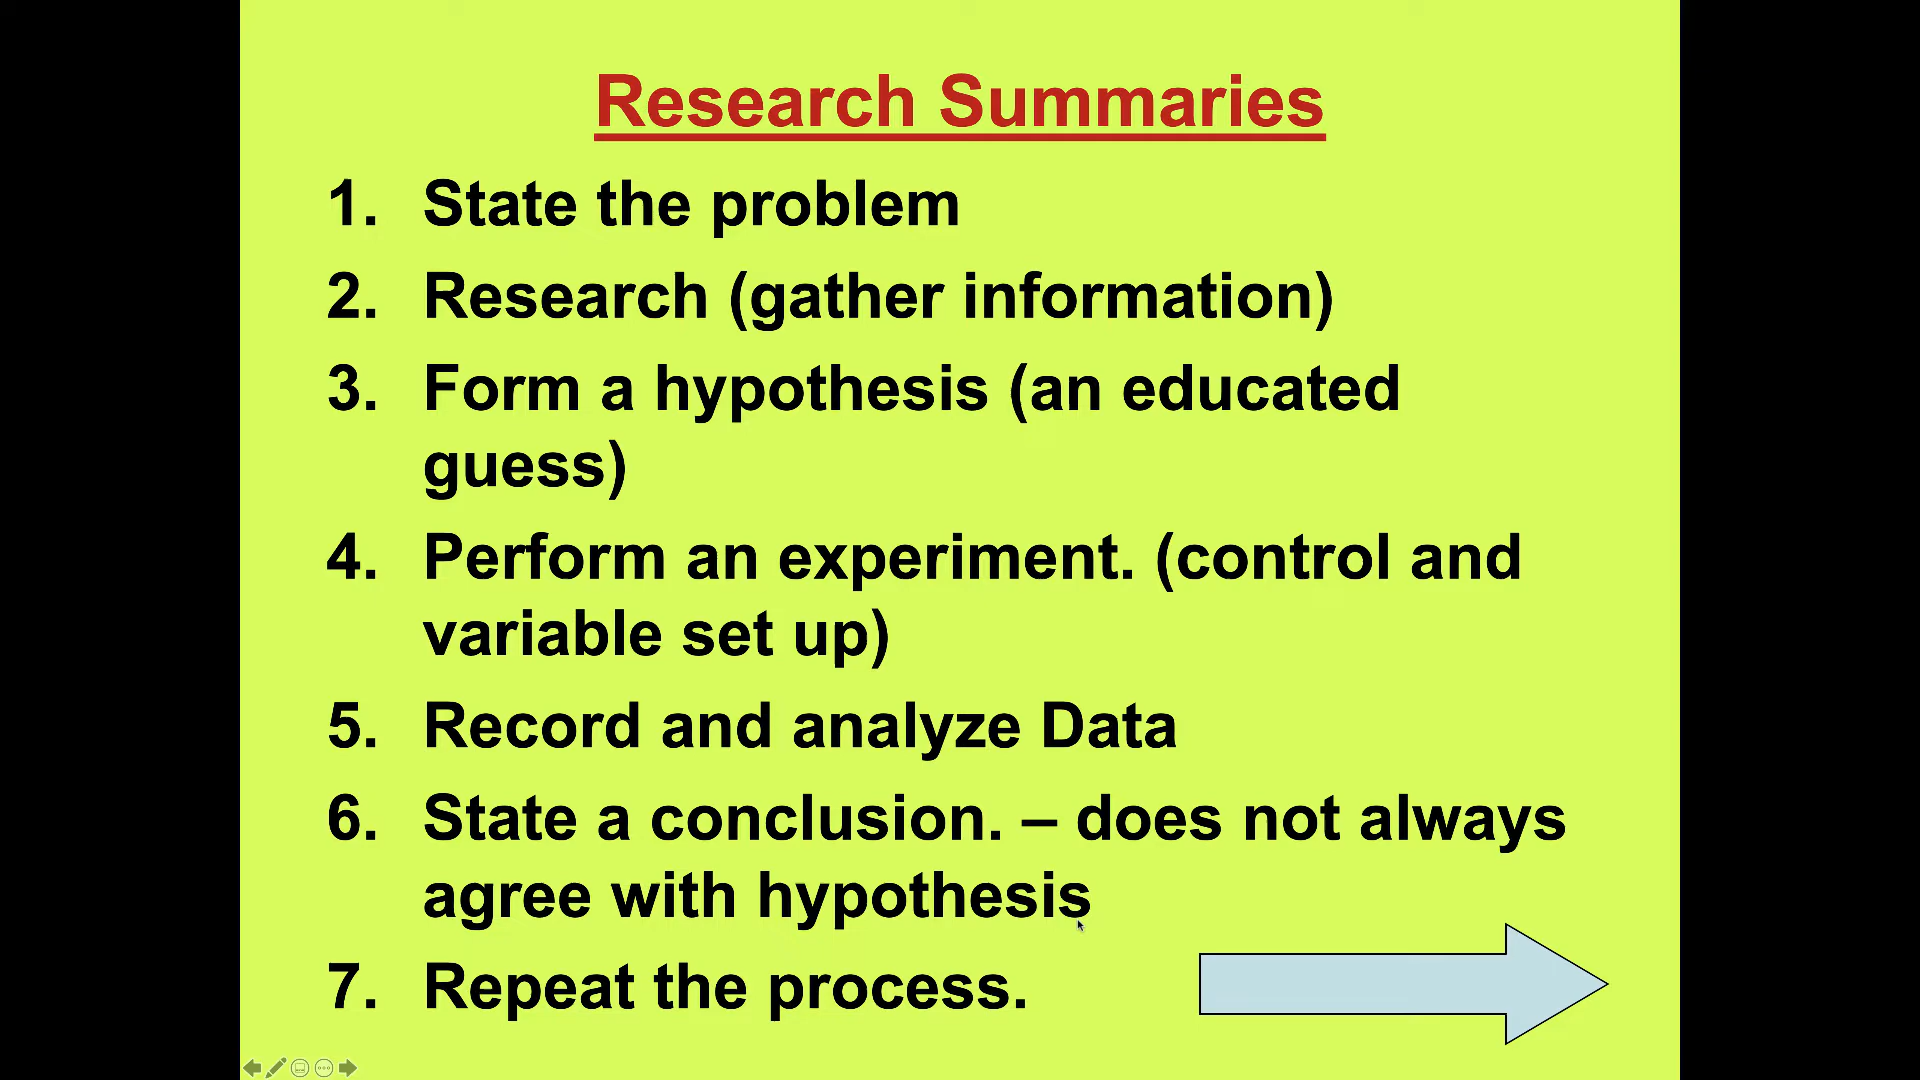 Research Summaries
1. State the problem
2. Research (gather information)
3. Form a hypothesis (an educated
guess)
4. Perform an experiment. (control and
variable set up)
5. Record and analyze Data
6. State a conclusion. – does not always
agree with hypothesis
7. Repeat the process.